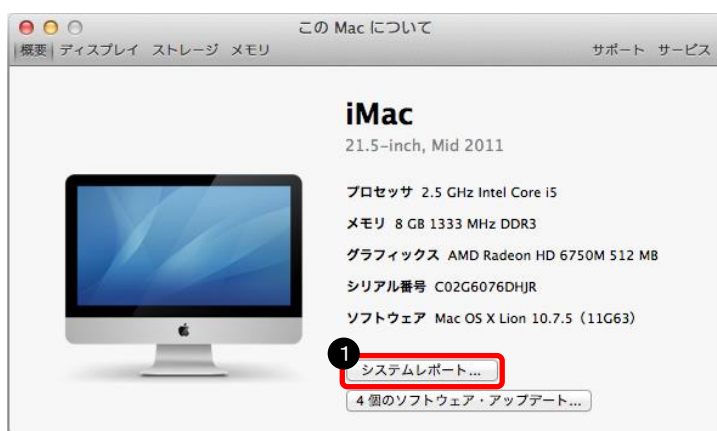 この Mac について
概要 ディスプレイ ストレージ メモリ サポート サービス
iMac
21.5-inch, Mid 2011
プロセッサ 2.5 GHz Intel Core i5
メモリ 8 GB 1333 MHz DDR3
グラフィックス AMD Radeon HD 6750M 512 MB
シリアル番号 C02G6076DHJR
ソフトウェア Mac OS X Lion 10.7.5（11G63）
1
システムレポート...
4 個のソフトウェア・アップデート...